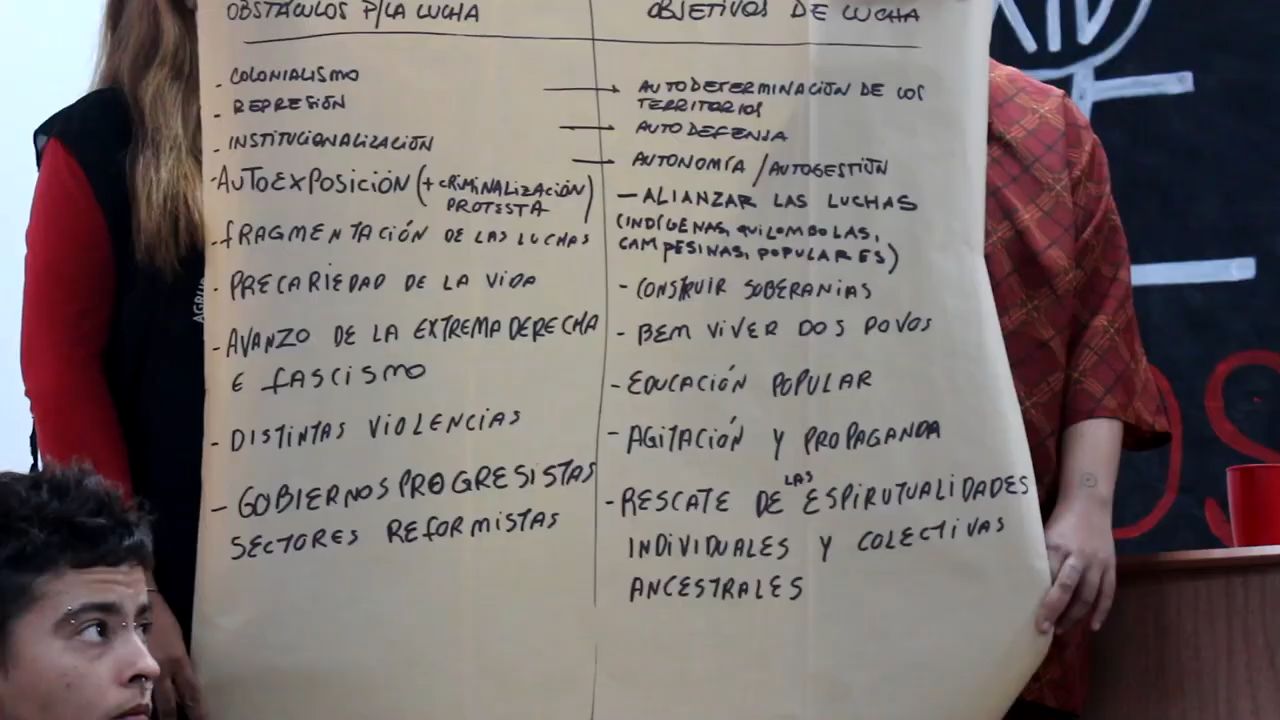 OBSTÁCULOS P/LA LUCHA
- COLONIALISMO
- REPRESIÓN
- INSTITUCIONALIZACIÓN
- AUTOEXPOSICIÓN (+ CRIMINALIZACIÓN
PROTESTA)
- FRAGMENTACIÓN DE LAS LUCHAS
- PRECARIEDAD DE LA VIDA
- AVANZO DE LA EXTREMA DERECHA
E FASCISMO
- DISTINTAS VIOLENCIAS
- GOBIERNOS PROGRESISTAS
SECTORES REFORMISTAS
OBJETIVOS DE LUCHA
→ AUTODETERMINACIÓN DE LOS
TERRITORIOS
→ AUTODEFENSA
→ AUTONOMÍA / AUTOGESTIÓN
- ALIANZAR LAS LUCHAS
(INDÍGENAS, QUILOMBOLAS,
CAMPESINAS, POPULARES)
- CONSTRUIR SOBERANIAS
- BEM VIVER DOS POVOS
- EDUCACIÓN POPULAR
- AGITACIÓN Y PROPAGANDA
- RESCATE DE LAS ESPIRUTUALIDADES
INDIVIDUALES Y COLECTIVAS
ANCESTRALES